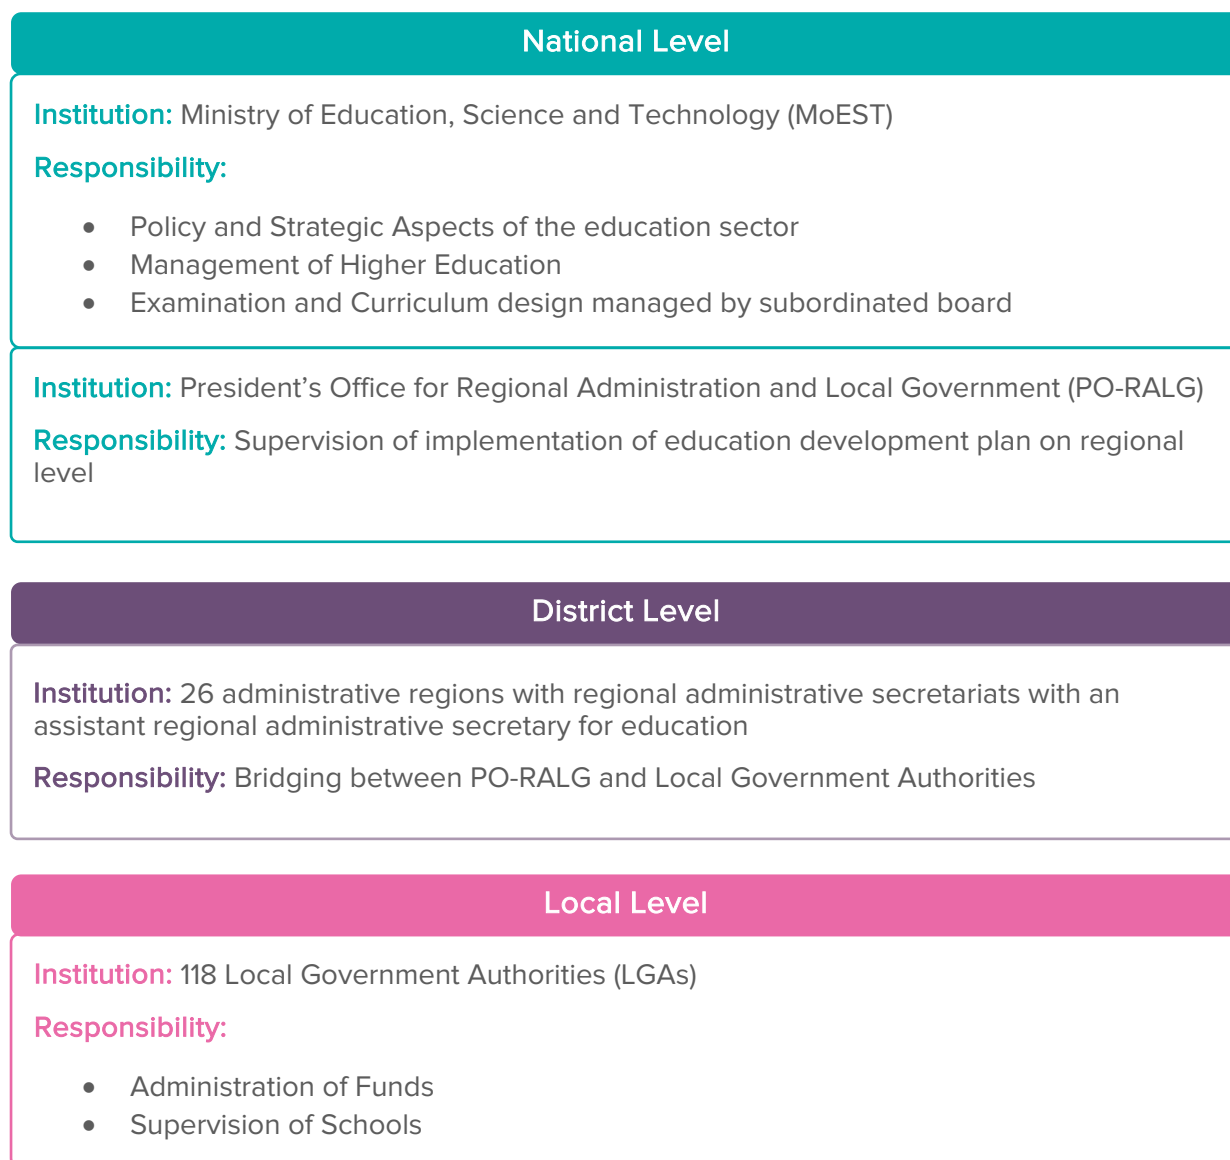 National Level
Institution: Ministry of Education, Science and Technology (MoEST)
Responsibility:
● Policy and Strategic Aspects of the education sector
● Management of Higher Education
● Examination and Curriculum design managed by subordinated board
Institution: President’s Office for Regional Administration and Local Government (PO-RALG)
Responsibility: Supervision of implementation of education development plan on regional
level
District Level
Institution: 26 administrative regions with regional administrative secretariats with an
assistant regional administrative secretary for education
Responsibility: Bridging between PO-RALG and Local Government Authorities
Local Level
Institution: 118 Local Government Authorities (LGAs)
Responsibility:
● Administration of Funds
● Supervision of Schools